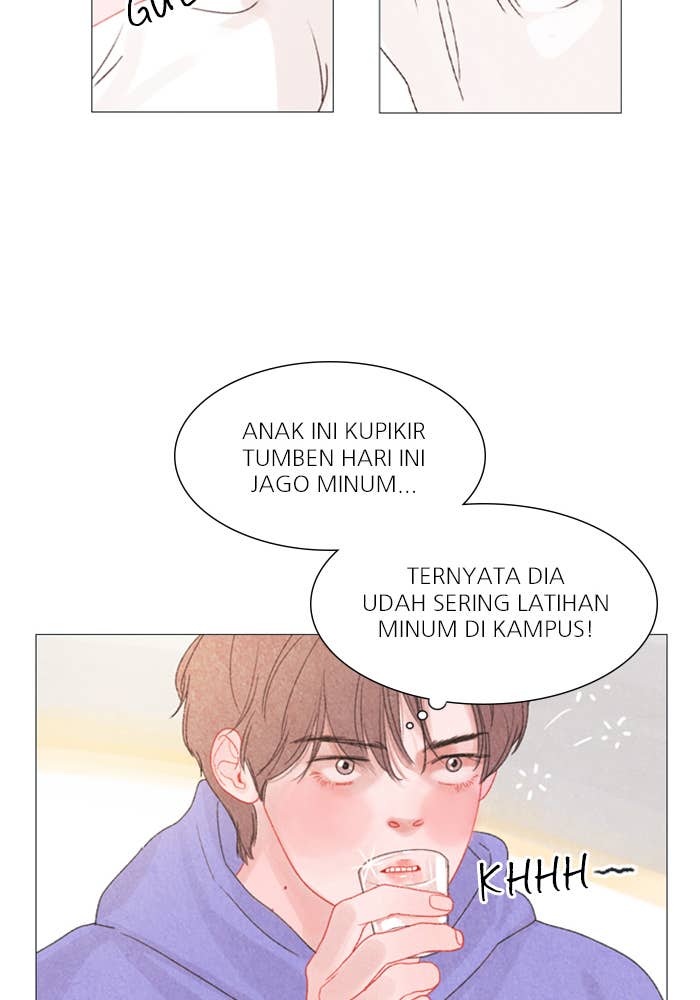 ANAK INI KUPIKIR
TUMBEN HARI INI
JAGO MINUM...
TERNYATA DIA
UDAH SERING LATIHAN
MINUM DI KAMPUS!
KHHH~